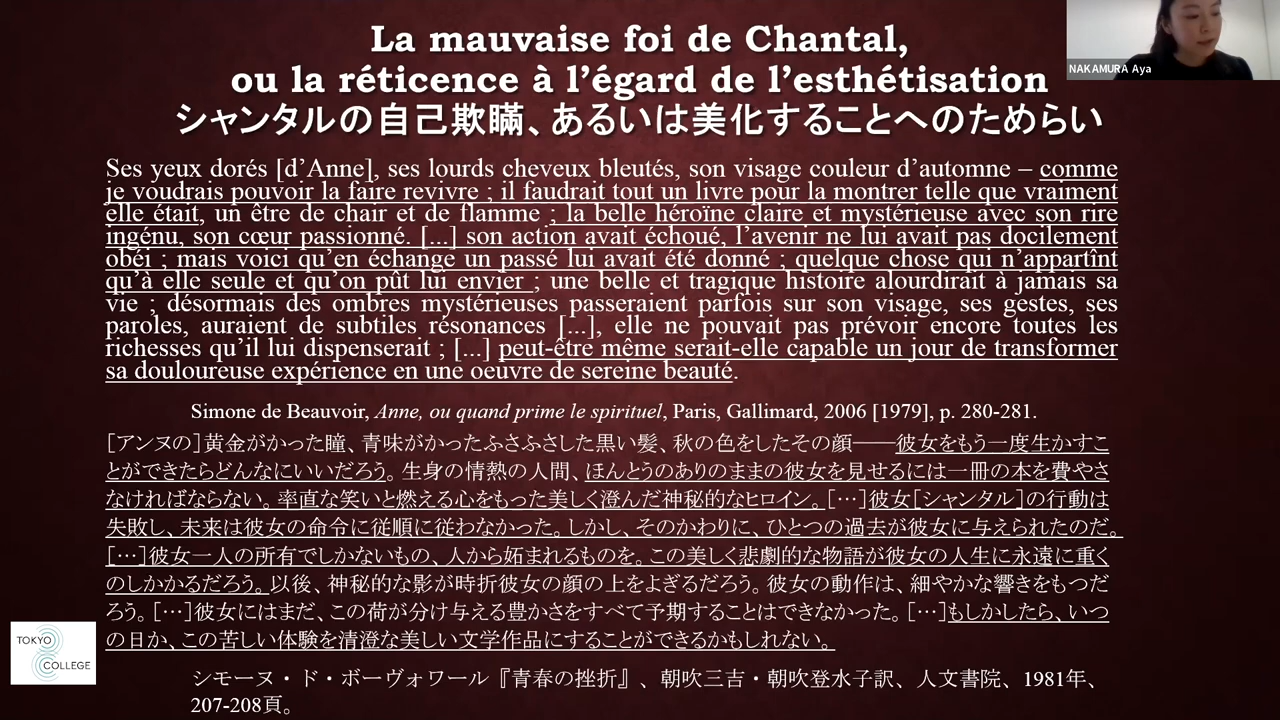 La mauvaise foi de Chantal,
ou la réticence à l’égard de l’esthétisation
シャンタルの自己欺瞞、あるいは美化することへのためらい
NAKAMURA Aya
Ses yeux dorés [d’Anne], ses lourds cheveux bleutés, son visage couleur d’automne – comme
je voudrais pouvoir la faire revivre ; il faudrait tout un livre pour la montrer telle que vraiment
elle était, un être de chair et de flamme ; la belle héroïne claire et mystérieuse avec son rire
ingénu, son cœur passionné. [...] son action avait échoué, l’avenir ne lui avait pas docilement
obéi ; mais voici qu’en échange un passé lui avait été donné ; quelque chose qui n’appartînt
qu’à elle seule et qu’on pût lui envier ; une belle et tragique histoire alourdirait à jamais sa
vie ; désormais des ombres mystérieuses passeraient parfois sur son visage, ses gestes, ses
paroles, auraient de subtiles résonances [...], elle ne pouvait pas prévoir encore toutes les
richesses qu’il lui dispenserait ; [...] peut-être même serait-elle capable un jour de transformer
sa douloureuse expérience en une oeuvre de sereine beauté.
Simone de Beauvoir, Anne, ou quand prime le spirituel, Paris, Gallimard, 2006 [1979], p. 280-281.
［アンヌの］黄金がかった瞳、青味がかったふさふさした黒い髪、秋の色をしたその顔――彼女をもう一度生かすこ
とができたらどんなにいいだろう。生身の情熱の人間、ほんとうのありのままの彼女を見せるには一冊の本を費やさ
なければならない。率直な笑いと燃える心をもった美しく澄んだ神秘的なヒロイン。［…］彼女［シャンタル］の行動は
失敗し、未来は彼女の命令に従順に従わなかった。しかし、そのかわりに、ひとつの過去が彼女に与えられたのだ。
［…］彼女一人の所有でしかないもの、人から妬まれるものを。この美しく悲劇的な物語が彼女の人生に永遠に重く
のしかかるだろう。以後、神秘的な影が時折彼女の顔の上をよぎるだろう。彼女の動作は、細やかな響きをもつだ
ろう。［…］彼女にはまだ、この荷が分け与える豊かさをすべて予期することはできなかった。［…］もしかしたら、いつ
の日か、この苦しい体験を清澄な美しい文学作品にすることができるかもしれない。
シモーヌ・ド・ボーヴォワール『青春の挫折』、朝吹三吉・朝吹登水子訳、人文書院、1981年、
207-208頁。
TOKYO
COLLEGE